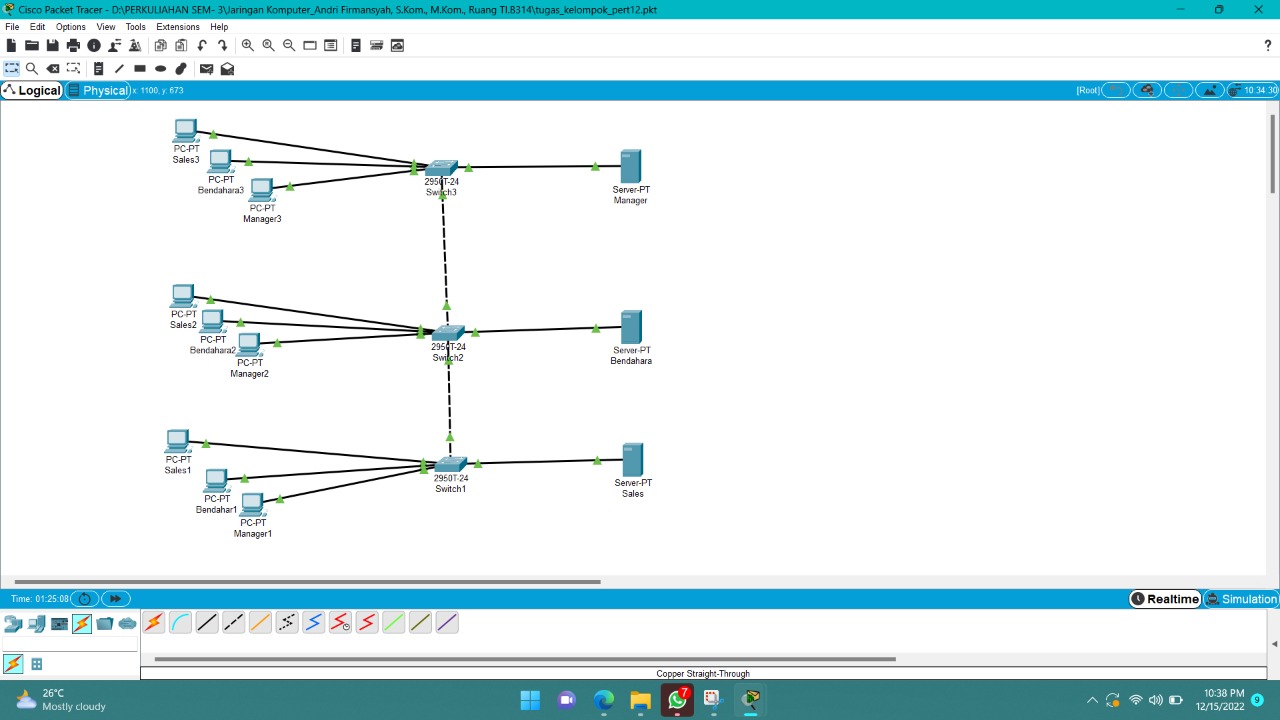 Cisco Packet Tracer - D:\PERKULIAHAN SEM- 3\Jaringan Komputer_Andri Firmansyah, S.Kom., M.Kom., Ruang TI.B314\tugas_kelompok_pert12.pkt
File Edit Options View Tools Extensions Help
?
Logical Physical x: 1100, y: 673 [Root] 10:34:30
PC-PT
Sales3
PC-PT
Bendahara3
PC-PT
Manager3
2950T-24
Switch3
Server-PT
Manager
PC-PT
Sales2
PC-PT
Bendahara2
PC-PT
Manager2
2950T-24
Switch2
Server-PT
Bendahara
PC-PT
Sales1
PC-PT
Bendahar1
PC-PT
Manager1
2950T-24
Switch1
Server-PT
Sales
Time: 01:25:08 Realtime Simulation
Copper Straight-Through
26°C
Mostly cloudy
7
10:38 PM
12/15/2022
9